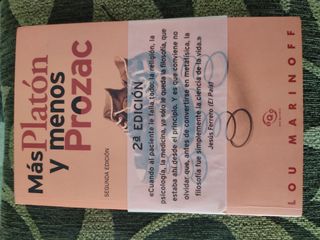 Más Platón
y menos
Prozac
SEGUNDA EDICIÓN
2ª EDICIÓN
«Cuando al paciente le falla todo, la religión, la
psicología, la medicina, ya sólo le queda la filosofía, que
estaba ahí desde el principio. Y es que conviene no
olvidar que, antes de convertirse en metafísica, la
filosofía fue simplemente la ciencia de la vida.»
Jesús Ferrero (El País)
LOU MARINOFF